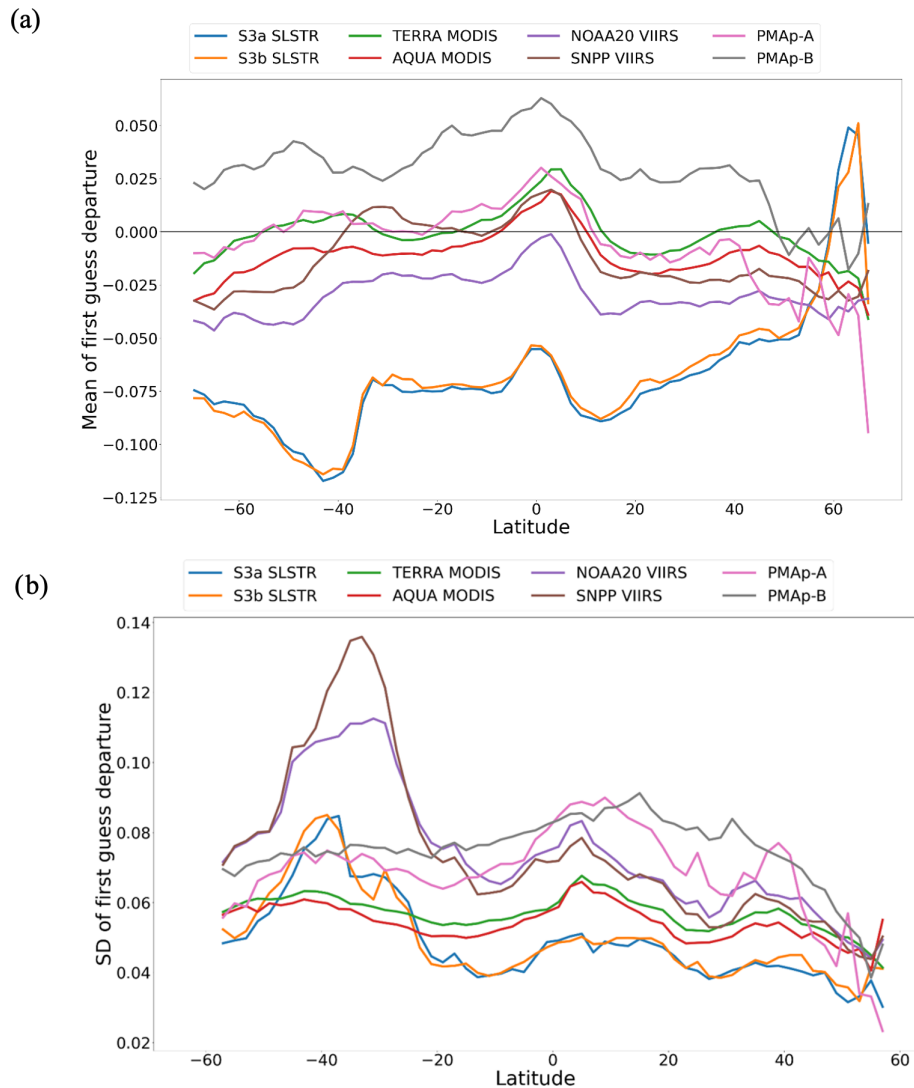 (a)
S3a SLSTR TERRA MODIS NOAA20 VIIRS PMAp-A
S3b SLSTR AQUA MODIS SNPP VIIRS PMAp-B
Mean of first guess departure
0.050
0.025
0.000
−0.025
−0.050
−0.075
−0.100
−0.125
−60 −40 −20 0 20 40 60
Latitude
(b)
S3a SLSTR TERRA MODIS NOAA20 VIIRS PMAp-A
S3b SLSTR AQUA MODIS SNPP VIIRS PMAp-B
SD of first guess departure
0.14
0.12
0.10
0.08
0.06
0.04
0.02
−60 −40 −20 0 20 40 60
Latitude